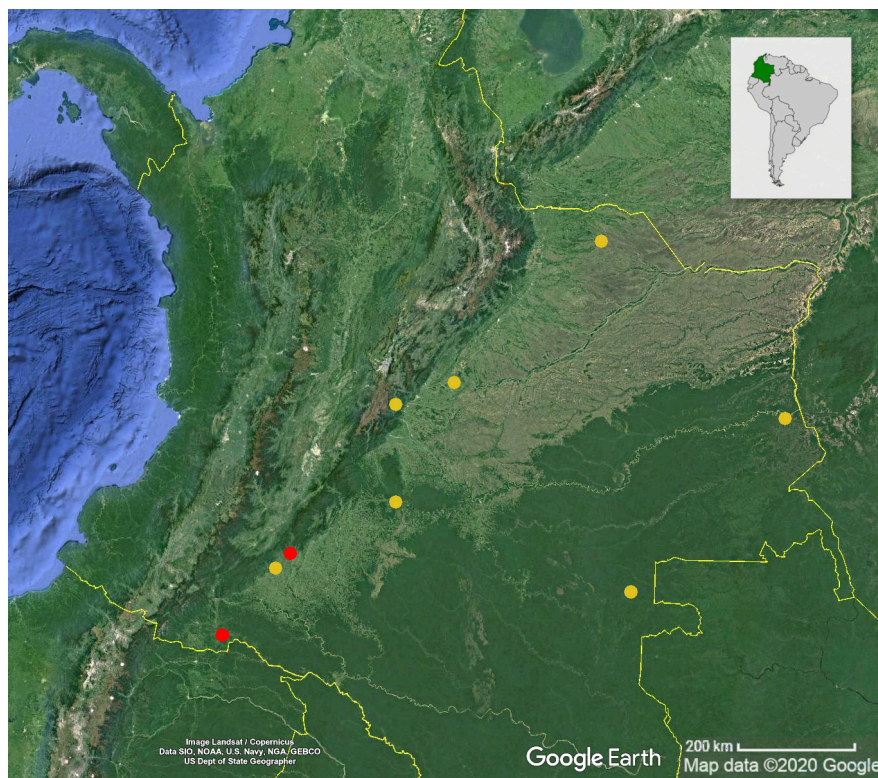 Image Landsat / Copernicus
Data SIO, NOAA, U.S. Navy, NGA, GEBCO
US Dept of State Geographer
Google Earth
200 km
Map data ©2020 Google